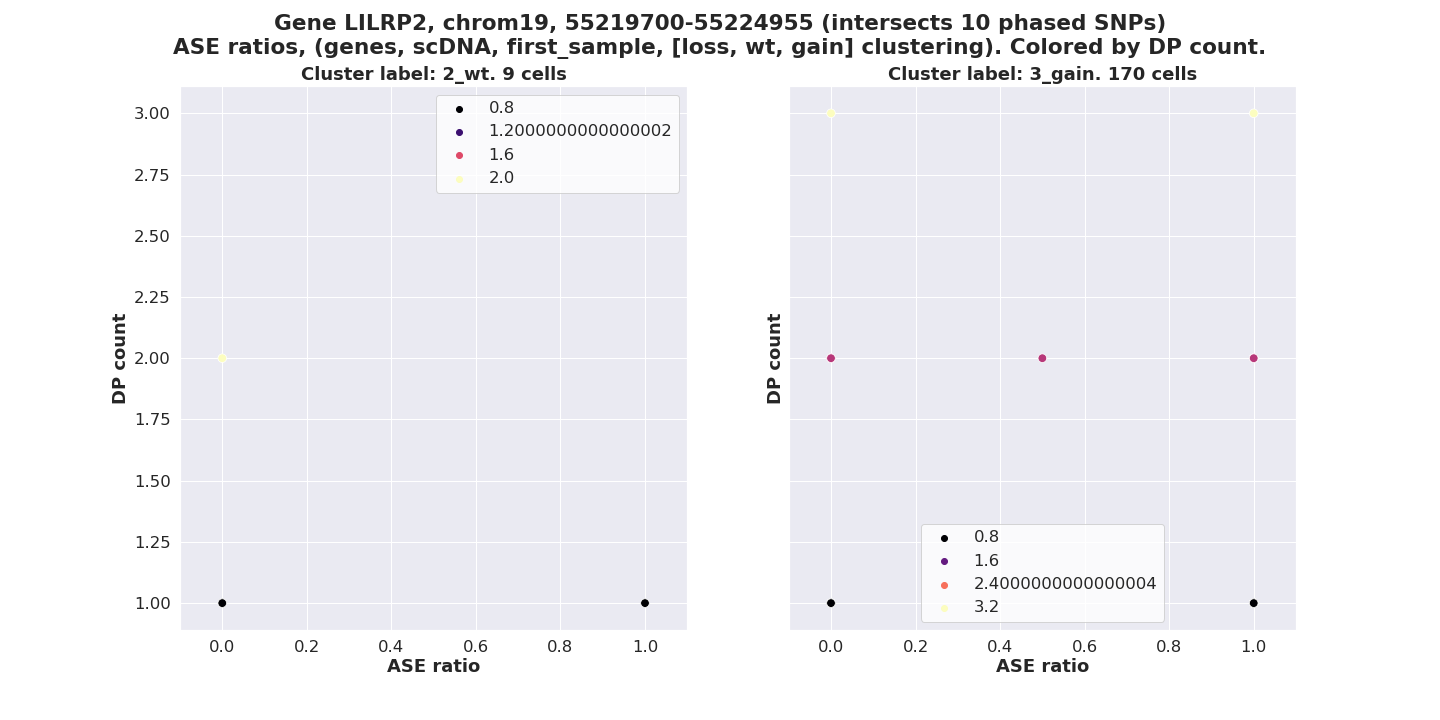 Gene LILRP2, chrom19, 55219700-55224955 (intersects 10 phased SNPs)
ASE ratios, (genes, scDNA, first_sample, [loss, wt, gain] clustering). Colored by DP count.
Cluster label: 2_wt. 9 cells
0.8
1.2000000000000002
1.6
2.0
3.00
2.75
2.50
2.25
2.00
1.75
1.50
1.25
1.00
DP count
0.0 0.2 0.4 0.6 0.8 1.0
ASE ratio
Cluster label: 3_gain. 170 cells
DP count
0.8
1.6
2.4000000000000004
3.2
0.0 0.2 0.4 0.6 0.8 1.0
ASE ratio